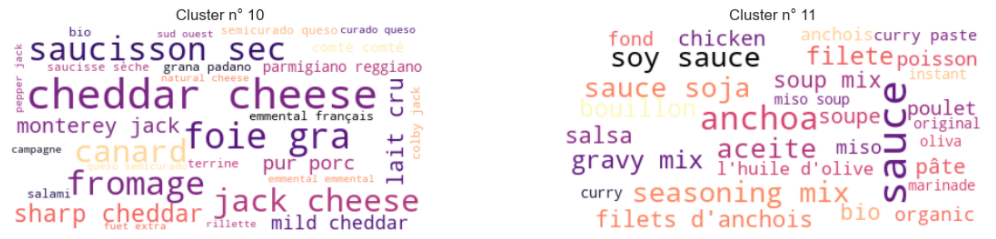 Cluster n° 10
bio
sud ouest
semicurado queso
curado queso
saucisson sec
comté comté
pepper jack
saucisse sèche
grana padano
parmigiano reggiano
natural cheese
cheddar cheese
lait cru
colby jack
emmental français
monterey jack
foie gra
campagne
canard
queso semicurado
terrine
pur porc
emmental emmental
fromage
salami
jack cheese
sharp cheddar
rillette
mild cheddar
fuet extra
Cluster n° 11
fond
chicken
anchois
curry paste
soy sauce
filete
poisson
sauce soja
soup mix
instant
bouillon
miso soup
sauce
poulet
anchoa
soupe
original
salsa
aceite
miso
oliva
gravy mix
l'huile d'olive
pâte
curry
seasoning mix
marinade
filets d'anchois
bio
organic